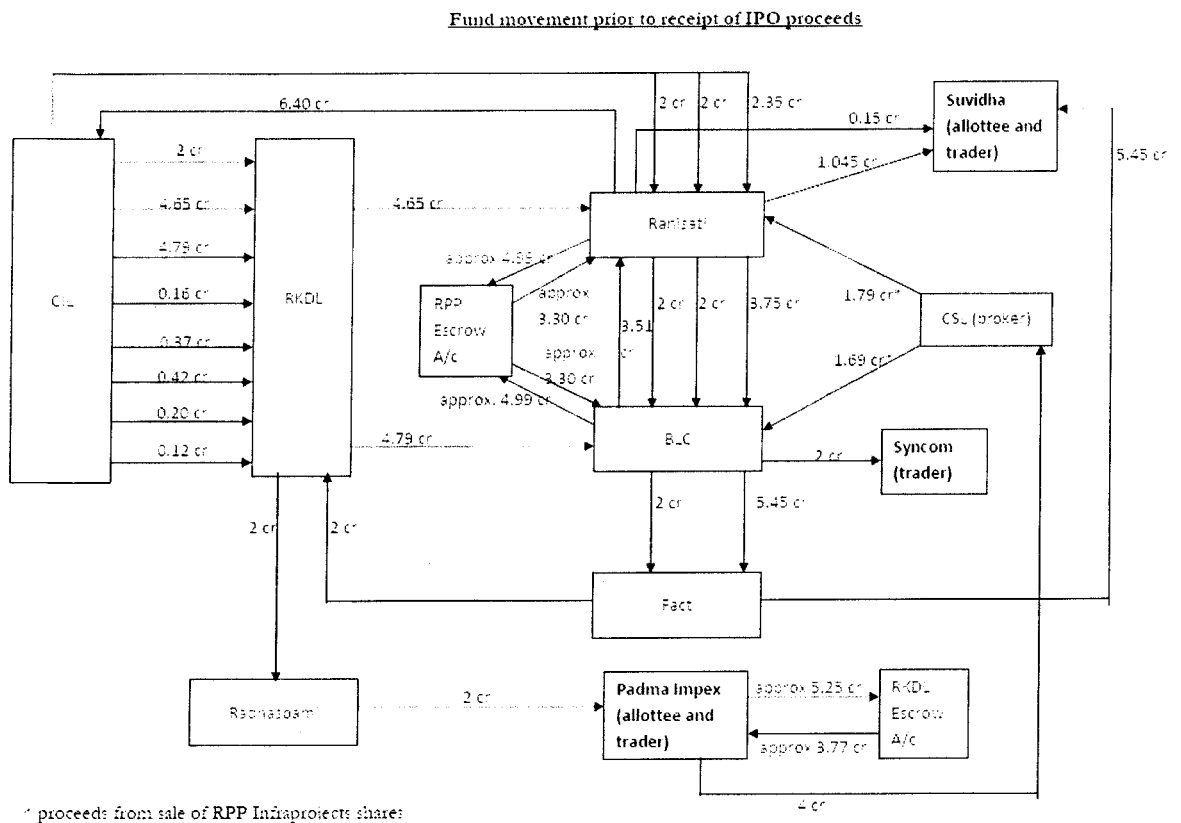 Fund movement prior to receipt of IPO proceeds
6.40 cr
2 cr
2 cr
2.35 cr
0.15 cr
Suvidha
(allottee and
trader)
5.45 cr
1.045 cr
CIL
2 cr
4.65 cr
4.79 cr
0.16 cr
0.37 cr
0.42 cr
0.20 cr
0.12 cr
RKDL
4.65 cr
Ranisati
RPP
Escrow
A/c
approx
3.30 cr
approx
3.30 cr
approx. 4.99 cr
3.51
cr
2 cr
2 cr
3.75 cr
1.79 cr*
CSL (broker)
1.69 cr*
4.79 cr
BLC
2 cr
Syncom
(trader)
2 cr
5.45 cr
2 cr
2 cr
Fact
2 cr
Padma Impex
(allottee and
trader)
approx 5.25 cr
approx 3.77 cr
RKDL
Escrow
A/c
4 cr
* proceeds from sale of RPP Infraprojects shares